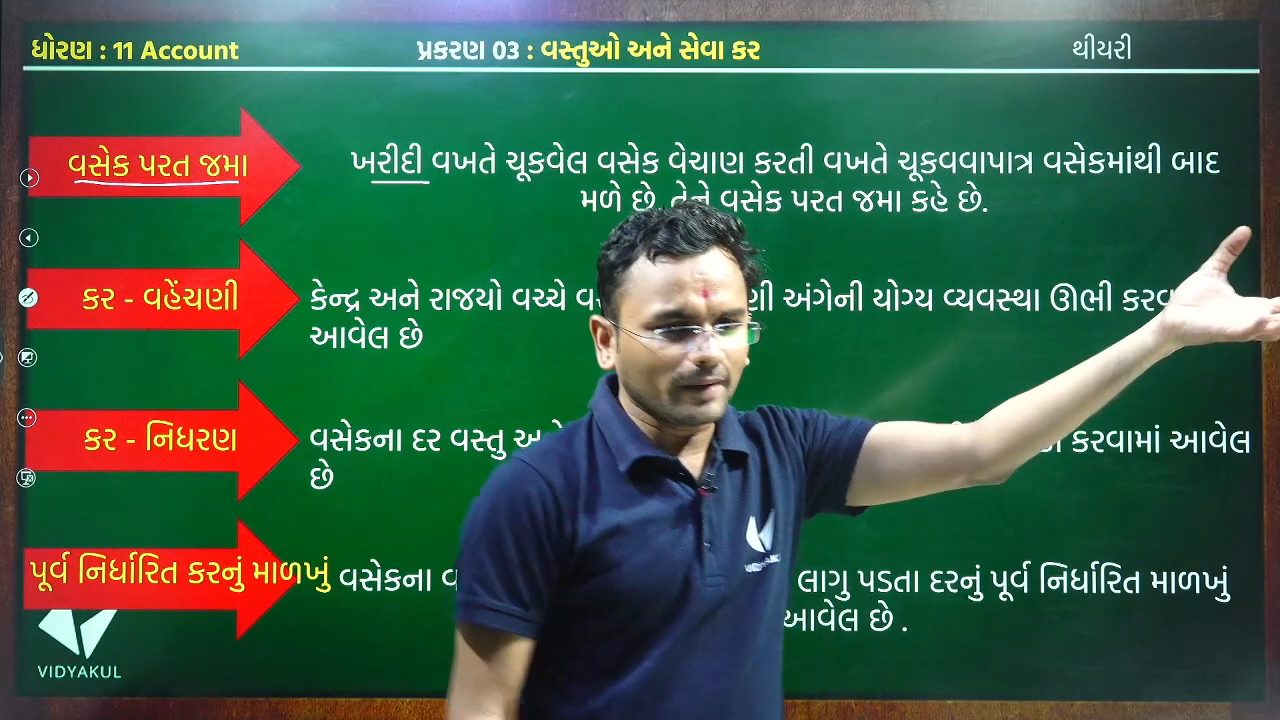 ધોરણ : 11 Account
પ્રકરણ 03 : વસ્તુઓ અને સેવા કર
થીયરી
વસેક પરત જમા
ખરીદી વખતે ચૂકવેલ વસેક વેચાણ કરતી વખતે ચૂકવવાપાત્ર વસેકમાંથી બાદ
મળે છે. તેને વસેક પરત જમા કહે છે.
કર - વહેંચણી
કેન્દ્ર અને રાજયો વચ્ચે અંગેની યોગ્ય વ્યવસ્થા ઊભી
આવેલ છે
કર - નિધરણ
વસેકના દર વસ્તુ કરવામાં આવેલ
છે
પૂર્વ નિર્ધારિત કરનું માળખું
વસેકના લાગુ પડતા દરનું પૂર્વ નિર્ધારિત માળખું
આવેલ છે .
VIDYAKUL